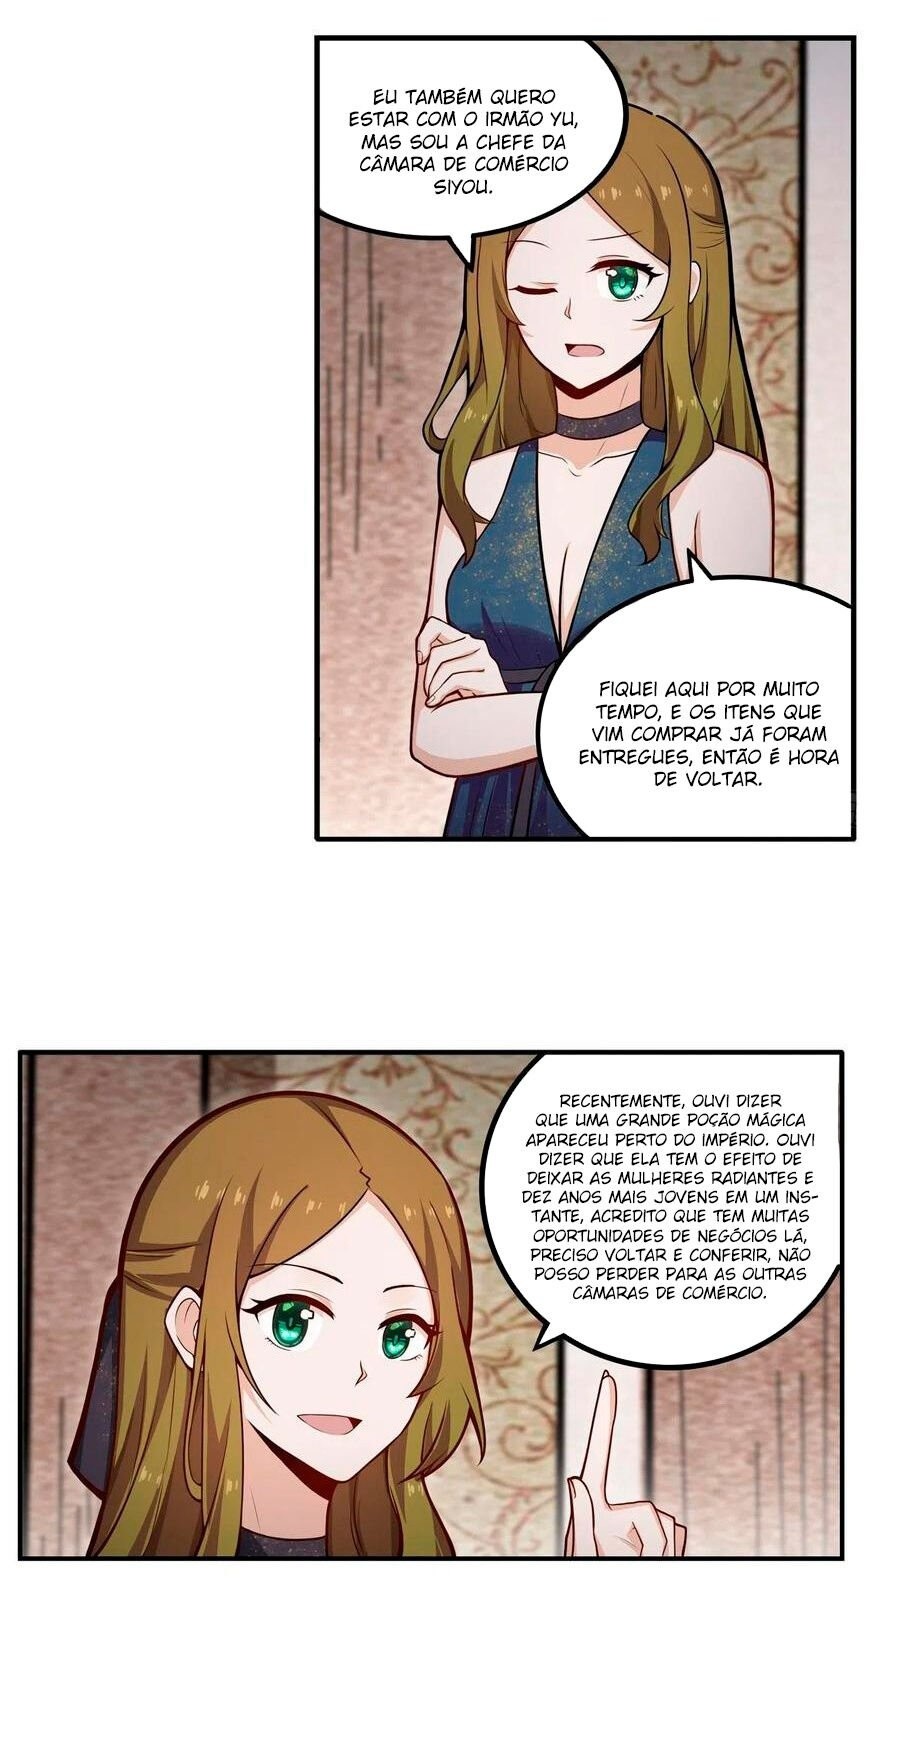 EU TAMBÉM QUERO
ESTAR COM O IRMÃO YU,
MAS SOU A CHEFE DA
CÂMARA DE COMÉRCIO
SIYOU.
FIQUEI AQUI POR MUITO
TEMPO, E OS ITENS QUE
VIM COMPRAR JÁ FORAM
ENTREGUES, ENTÃO É HORA
DE VOLTAR.
RECENTEMENTE, OUVI DIZER
QUE UMA GRANDE POÇÃO MÁGICA
APARECEU PERTO DO IMPÉRIO. OUVI
DIZER QUE ELA TEM O EFEITO DE
DEIXAR AS MULHERES RADIANTES E
DEZ ANOS MAIS JOVENS EM UM INS-
TANTE, ACREDITO QUE TEM MUITAS
OPORTUNIDADES DE NEGÓCIOS LÁ,
PRECISO VOLTAR E CONFERIR, NÃO
POSSO PERDER PARA AS OUTRAS
CÂMARAS DE COMÉRCIO.